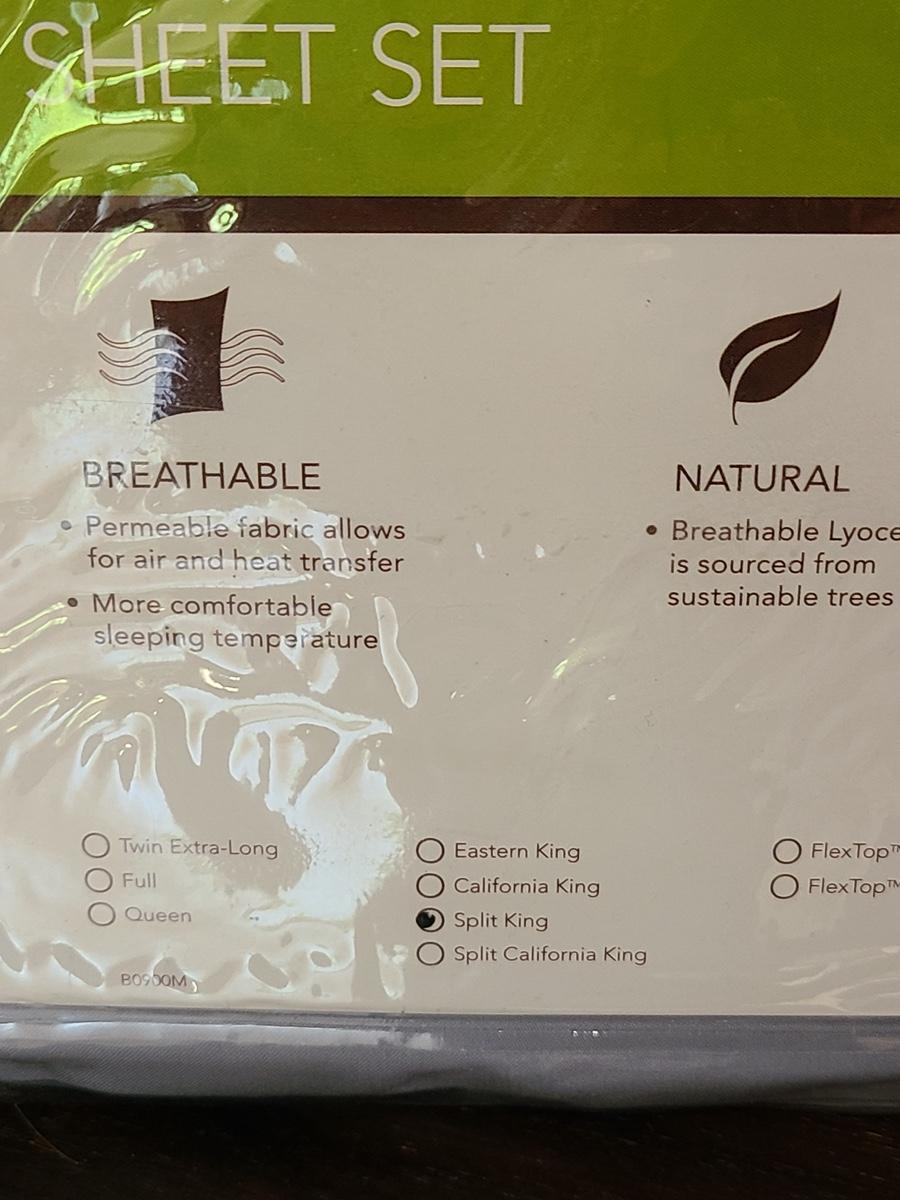 SHEET SET
BREATHABLE
• Permeable fabric allows
for air and heat transfer
• More comfortable
sleeping temperature
NATURAL
• Breathable Lyoce
is sourced from
sustainable trees
Twin Extra-Long
Full
Queen
Eastern King
California King
Split King
Split California King
FlexTop™
FlexTop™
B0900M